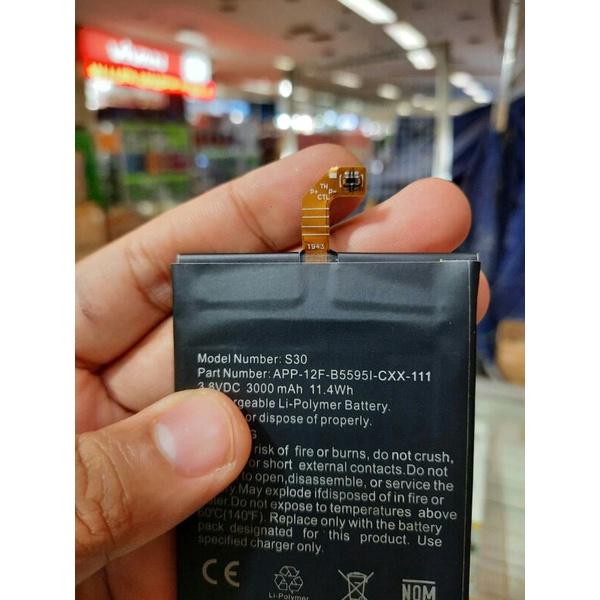 TH
P+ P-
CTL
T943
Model Number: S30
Part Number: APP-12F-B5595I-CXX-111
3.8VDC 3000mAh 11.4Wh
rgeable Li-Polymer Battery.
or dispose of properly.
risk of fire or burns, do not crush,
or short external contacts.Do not
to open,disassemble, or service the
May explode ifdisposed of in fire or
Do not expose to temperatures above
60°C(140°F). Replace only with the battery
pack designated for this product. Use
specified charger only.
CE
Li-Polymer
NOM